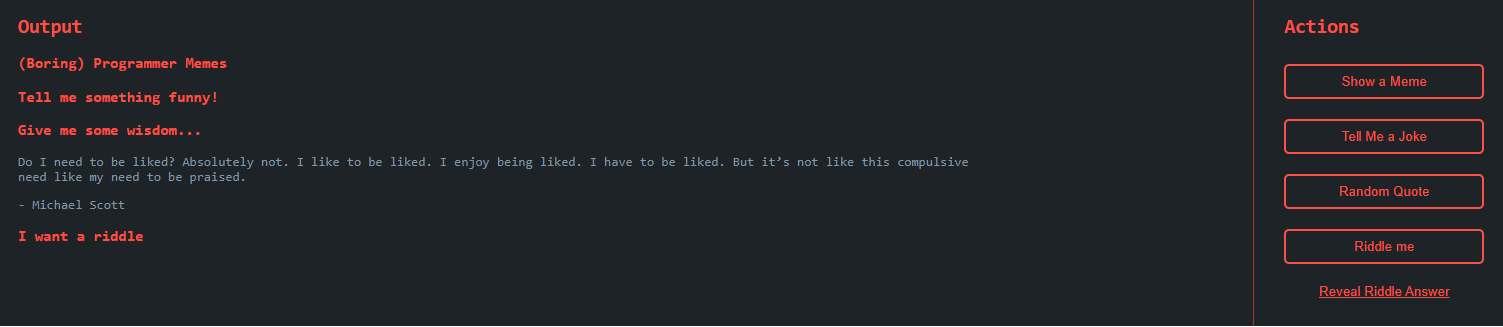 Output
(Boring) Programmer Memes
Tell me something funny!
Give me some wisdom...
Do I need to be liked? Absolutely not. I like to be liked. I enjoy being liked. I have to be liked. But it’s not like this compulsive
need like my need to be praised.
- Michael Scott
I want a riddle
Actions
Show a Meme
Tell Me a Joke
Random Quote
Riddle me
Reveal Riddle Answer